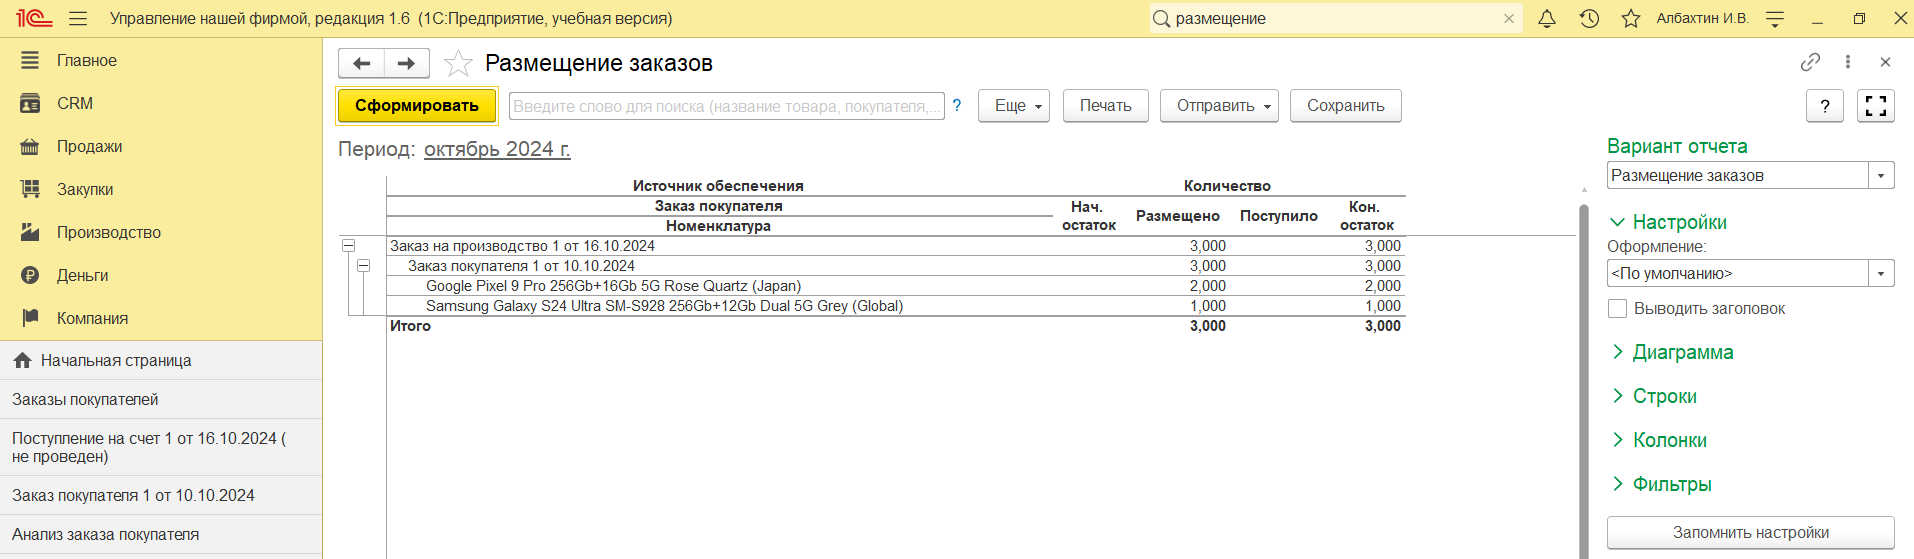 1С Управление нашей фирмой, редакция 1.6 (1С:Предприятие, учебная версия) размещение Албахтин И.В.
Главное
CRM
Продажи
Закупки
Производство
Деньги
Компания
Начальная страница
Заказы покупателей
Поступление на счет 1 от 16.10.2024 (
не проведен)
Заказ покупателя 1 от 10.10.2024
Анализ заказа покупателя
Размещение заказов
Сформировать Введите слово для поиска (название товара, покупателя,... ? Еще Печать Отправить Сохранить ?
Период: октябрь 2024 г.
Источник обеспечения Количество
Заказ покупателя Нач. остаток Размещено Поступило Кон. остаток
Номенклатура
Заказ на производство 1 от 16.10.2024 3,000 3,000
Заказ покупателя 1 от 10.10.2024 3,000 3,000
Google Pixel 9 Pro 256Gb+16Gb 5G Rose Quartz (Japan) 2,000 2,000
Samsung Galaxy S24 Ultra SM-S928 256Gb+12Gb Dual 5G Grey (Global) 1,000 1,000
Итого 3,000 3,000
Вариант отчета
Размещение заказов
Настройки
Оформление:
<По умолчанию>
Выводить заголовок
Диаграмма
Строки
Колонки
Фильтры
Запомнить настройки